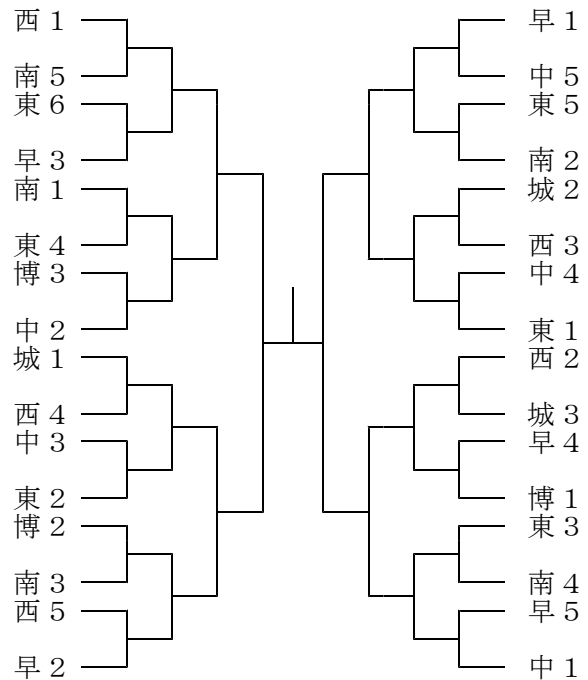 西 1
南 5
東 6
早 3
南 1
東 4
博 3
中 2
城 1
西 4
中 3
東 2
博 2
南 3
西 5
早 2
早 1
中 5
東 5
南 2
城 2
西 3
中 4
東 1
西 2
城 3
早 4
博 1
東 3
南 4
早 5
中 1